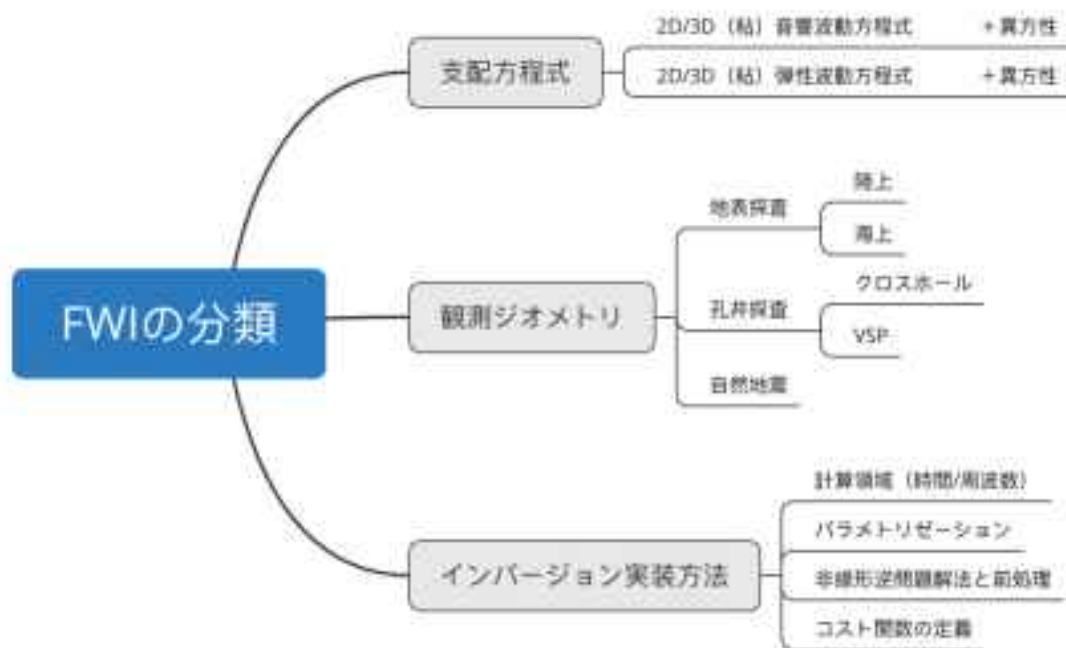 2D/3D（粘）音響波動方程式 +異方性
支配方程式
2D/3D（粘）弾性波動方程式 +異方性
陸上
地表探査
海上
クロスホール
FWIの分類
観測ジオメトリ
孔井探査
VSP
自然地震
計算領域（時間/周波数）
パラメトリゼーション
インバージョン実装方法
非線形逆問題解法と前処理
コスト関数の定義